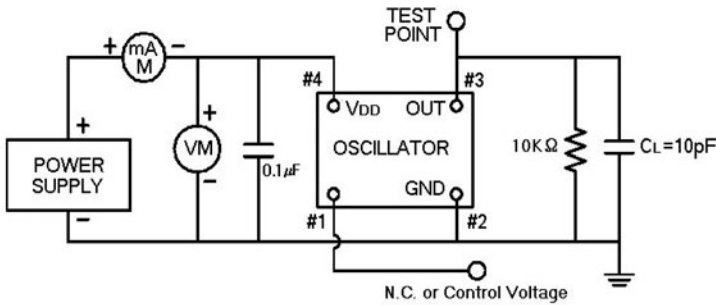 TEST
POINT
+ mA -
M
#4
#3
VDD
OUT
+
+
POWER
SUPPLY
VM
0.1μF
OSCILLATOR
10KΩ
CL=10pF
-
-
GND
#1
#2
N.C. or Control Voltage